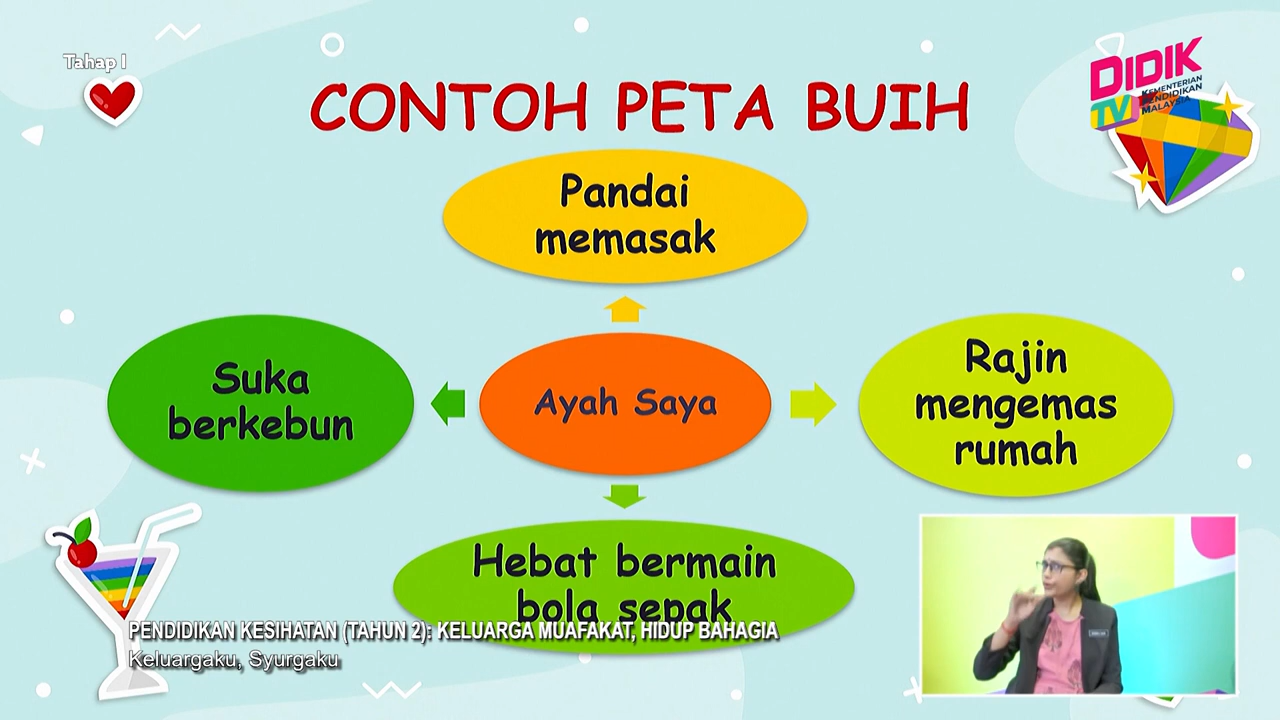 Tahap I
DIDIK
TV
KEMENTERIAN
PENDIDIKAN
MALAYSIA
CONTOH PETA BUIH
Pandai
memasak
Suka
berkebun
Ayah Saya
Rajin
mengemas
rumah
Hebat bermain
bola sepak
PENDIDIKAN KESIHATAN (TAHUN 2): KELUARGA MUAFAKAT, HIDUP BAHAGIA
Keluargaku, Syurgaku